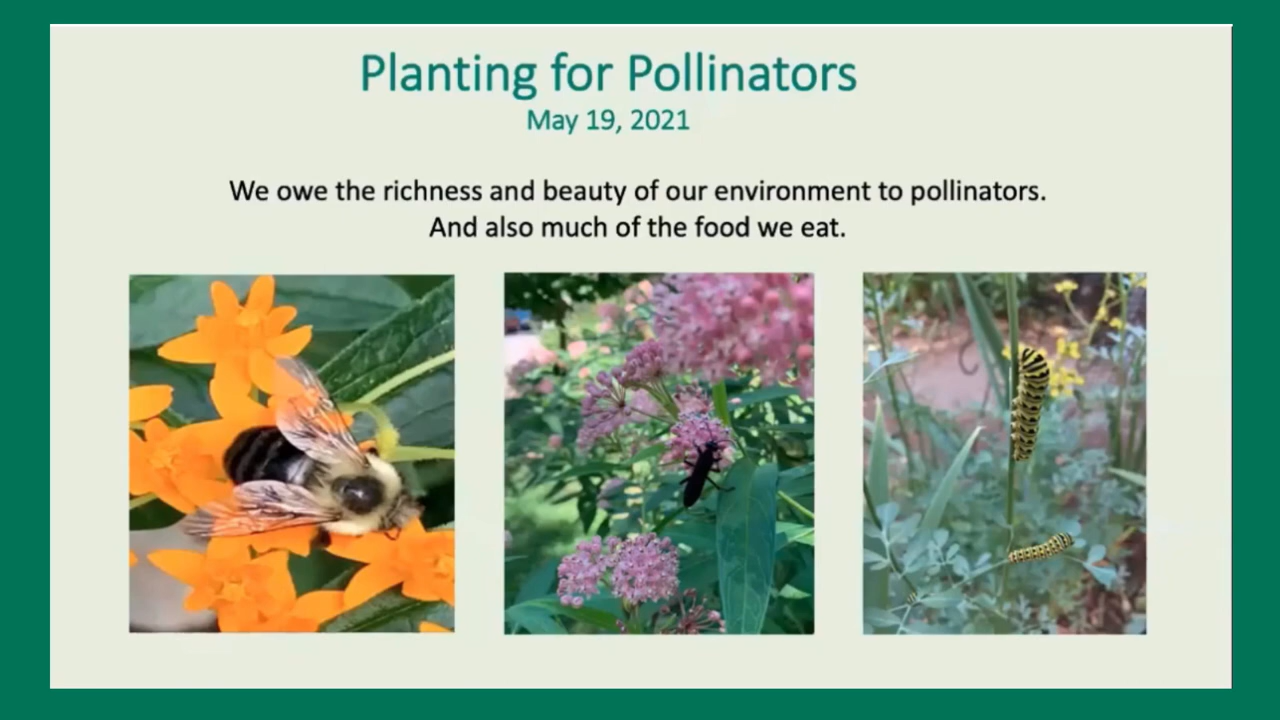 Planting for Pollinators
May 19, 2021
We owe the richness and beauty of our environment to pollinators.
And also much of the food we eat.